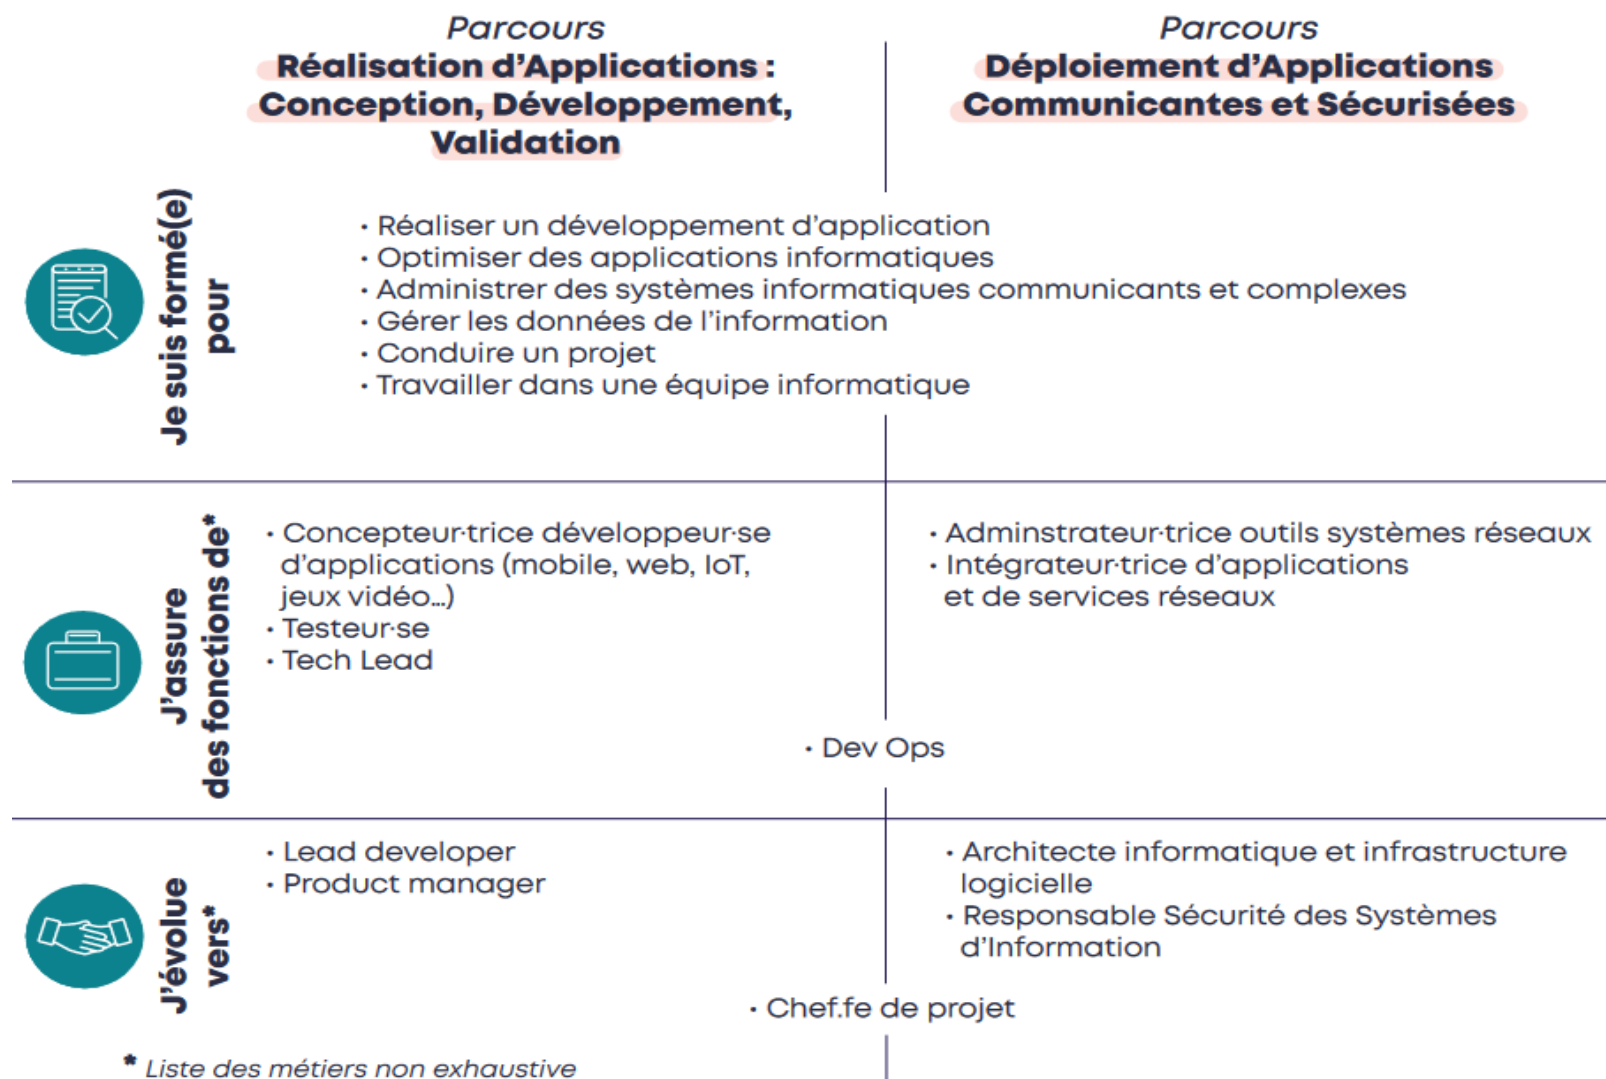 Parcours
Réalisation d'Applications :
Conception, Développement,
Validation
Parcours
Déploiement d'Applications
Communicantes et Sécurisées
Je suis formé(e)
pour
• Réaliser un développement d'application
• Optimiser des applications informatiques
• Administrer des systèmes informatiques communicants et complexes
• Gérer les données de l'information
• Conduire un projet
• Travailler dans une équipe informatique
J'assure
des fonctions de*
• Concepteur·trice développeur·se
d'applications (mobile, web, IoT,
jeux vidéo...)
• Testeur·se
• Tech Lead
• Adminstrateur·trice outils systèmes réseaux
• Intégrateur·trice d'applications
et de services réseaux
• Dev Ops
J'évolue
vers*
• Lead developer
• Product manager
• Architecte informatique et infrastructure
logicielle
• Responsable Sécurité des Systèmes
d'Information
• Chef.fe de projet
* Liste des métiers non exhaustive